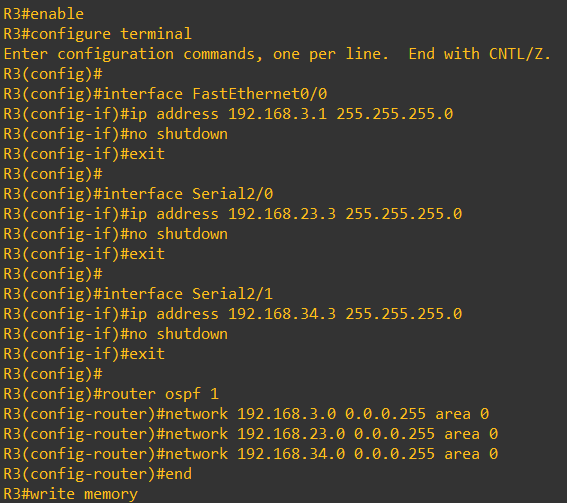 R3#enable
R3#configure terminal
Enter configuration commands, one per line.  End with CNTL/Z.
R3(config)#
R3(config)#interface FastEthernet0/0
R3(config-if)#ip address 192.168.3.1 255.255.255.0
R3(config-if)#no shutdown
R3(config-if)#exit
R3(config)#
R3(config)#interface Serial2/0
R3(config-if)#ip address 192.168.23.3 255.255.255.0
R3(config-if)#no shutdown
R3(config-if)#exit
R3(config)#
R3(config)#interface Serial2/1
R3(config-if)#ip address 192.168.34.3 255.255.255.0
R3(config-if)#no shutdown
R3(config-if)#exit
R3(config)#
R3(config)#router ospf 1
R3(config-router)#network 192.168.3.0 0.0.0.255 area 0
R3(config-router)#network 192.168.23.0 0.0.0.255 area 0
R3(config-router)#network 192.168.34.0 0.0.0.255 area 0
R3(config-router)#end
R3#write memory